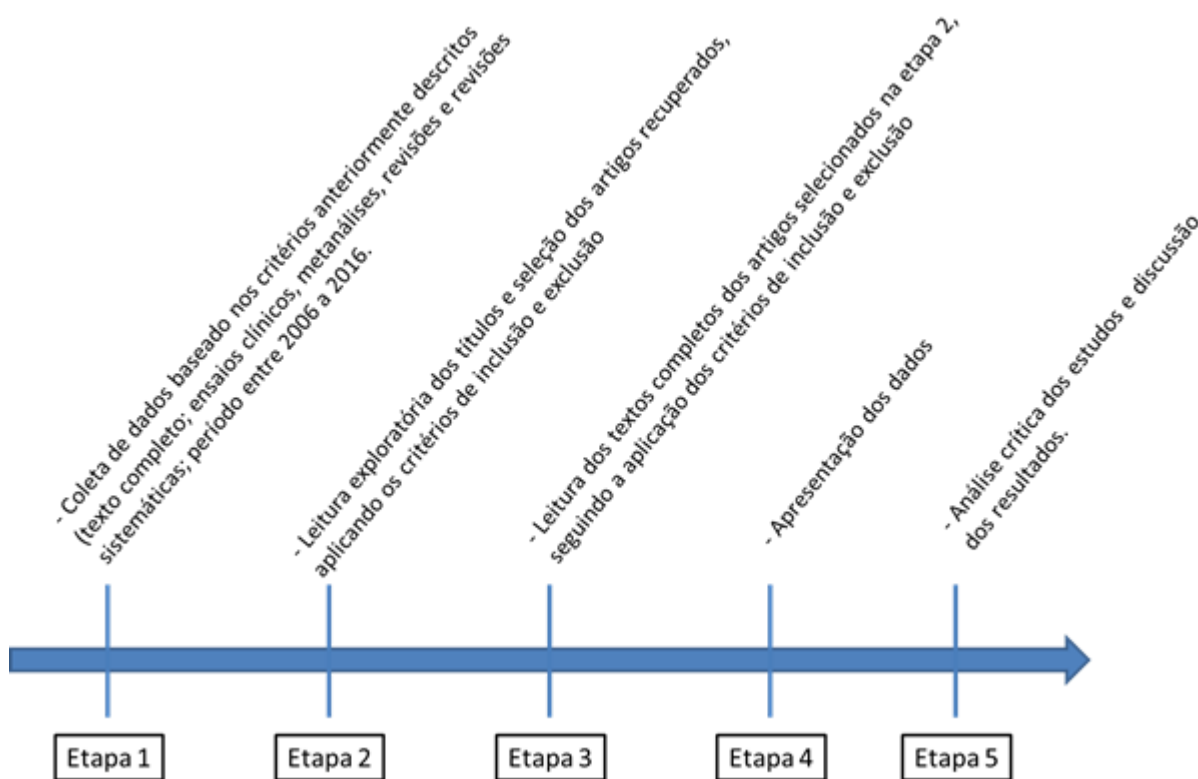 - Coleta de dados baseado nos critérios anteriormente descritos
(texto completo; ensaios clínicos, metanálises, revisões e revisões
sistemáticas; periodo entre 2006 a 2016.
- Leitura exploratória dos títulos e seleção dos artigos recuperados,
aplicando os critérios de inclusão e exclusão
- Leitura dos textos completos dos artigos selecionados na etapa 2,
seguindo a aplicação dos critérios de inclusão e exclusão
- Apresentação dos dados
- Análise crítica dos estudos e discussão
dos resultados.
Etapa 1
Etapa 2
Etapa 3
Etapa 4
Etapa 5